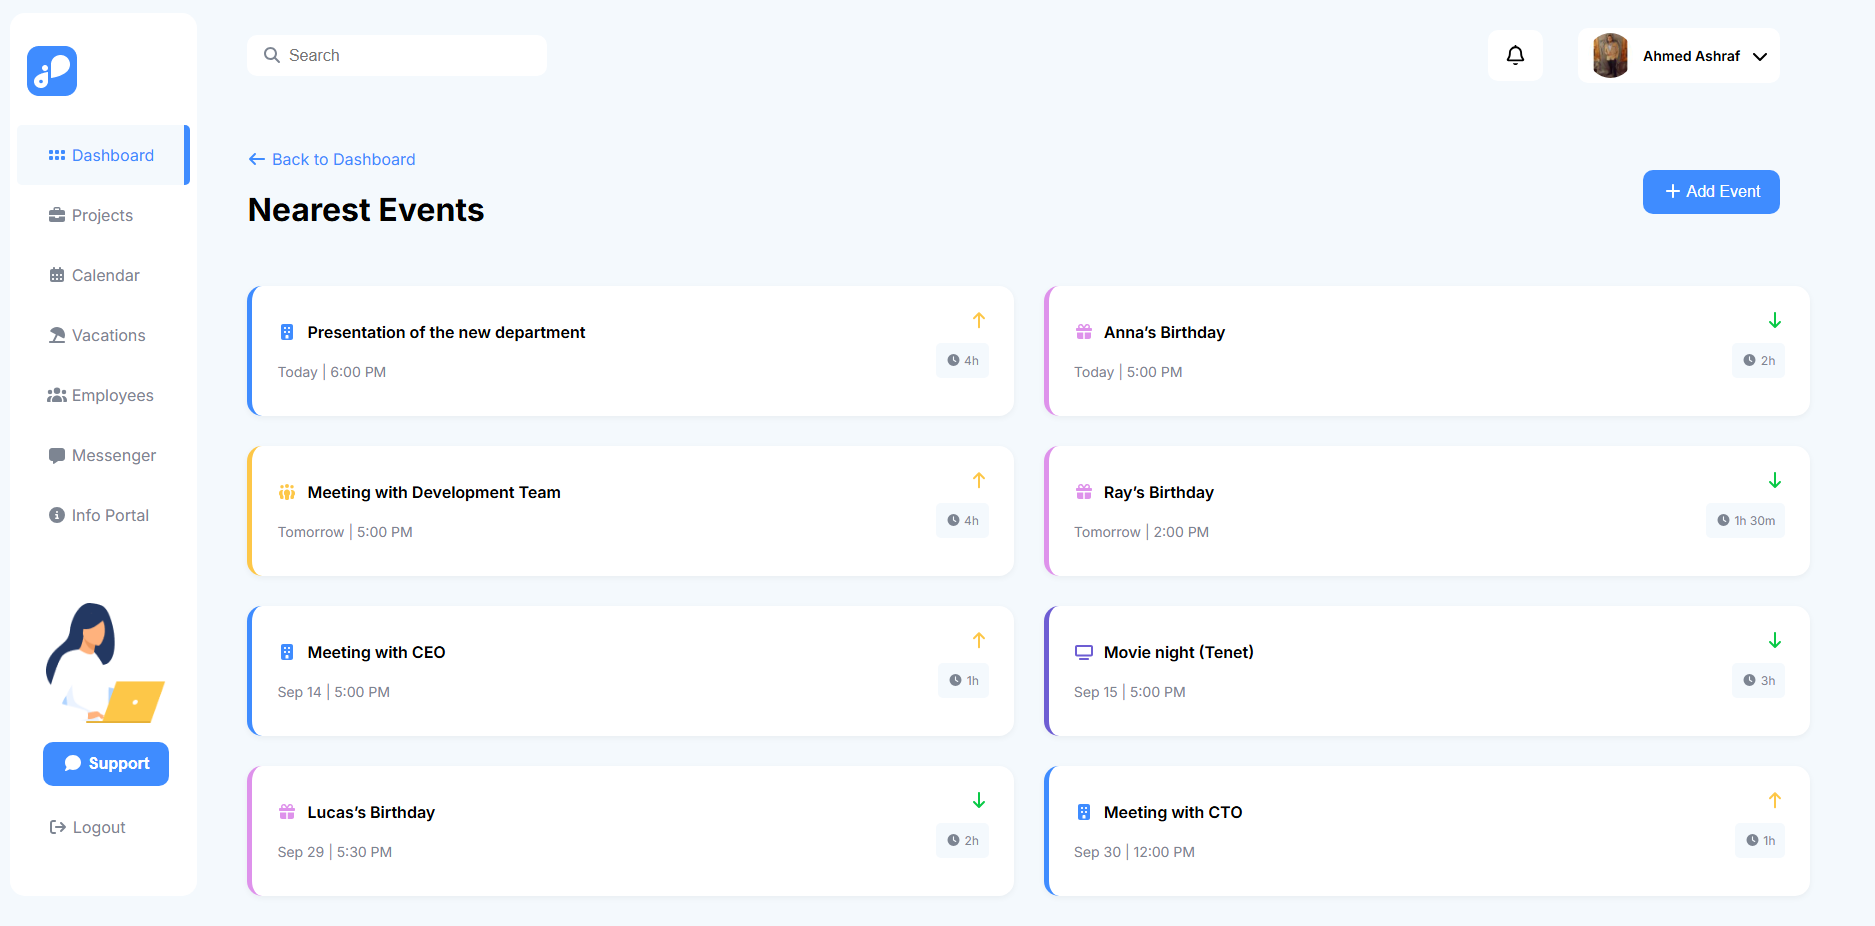 Search
Ahmed Ashraf
Dashboard
Projects
Calendar
Vacations
Employees
Messenger
Info Portal
Support
Logout
Back to Dashboard
Nearest Events
Add Event
Presentation of the new department
Today | 6:00 PM
4h
Anna’s Birthday
Today | 5:00 PM
2h
Meeting with Development Team
Tomorrow | 5:00 PM
4h
Ray’s Birthday
Tomorrow | 2:00 PM
1h 30m
Meeting with CEO
Sep 14 | 5:00 PM
1h
Movie night (Tenet)
Sep 15 | 5:00 PM
3h
Lucas’s Birthday
Sep 29 | 5:30 PM
2h
Meeting with CTO
Sep 30 | 12:00 PM
1h